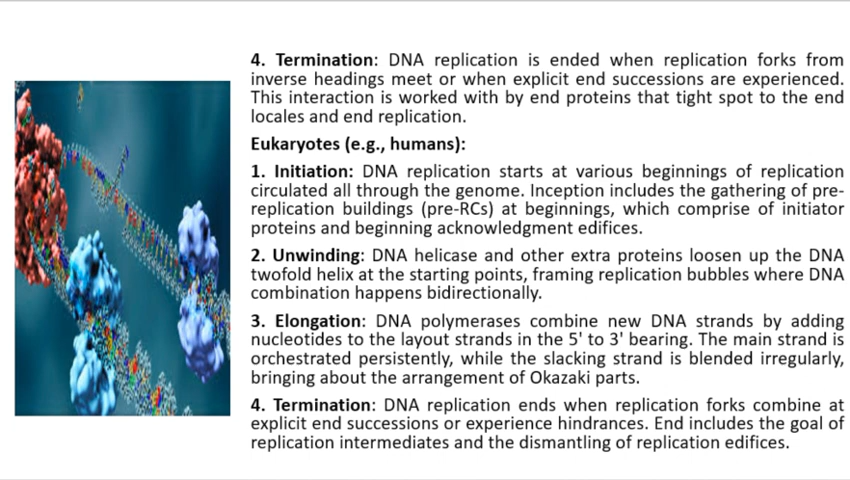 4. Termination: DNA replication is ended when replication forks from
inverse headings meet or when explicit end successions are experienced.
This interaction is worked with by end proteins that tight spot to the end
locales and end replication.
Eukaryotes (e.g., humans):
1. Initiation: DNA replication starts at various beginnings of replication
circulated all through the genome. Inception includes the gathering of pre-
replication buildings (pre-RCs) at beginnings, which comprise of initiator
proteins and beginning acknowledgment edifices.
2. Unwinding: DNA helicase and other extra proteins loosen up the DNA
twofold helix at the starting points, framing replication bubbles where DNA
combination happens bidirectionally.
3. Elongation: DNA polymerases combine new DNA strands by adding
nucleotides to the layout strands in the 5' to 3' bearing. The main strand is
orchestrated persistently, while the slacking strand is blended irregularly,
bringing about the arrangement of Okazaki parts.
4. Termination: DNA replication ends when replication forks combine at
explicit end successions or experience hindrances. End includes the goal of
replication intermediates and the dismantling of replication edifices.